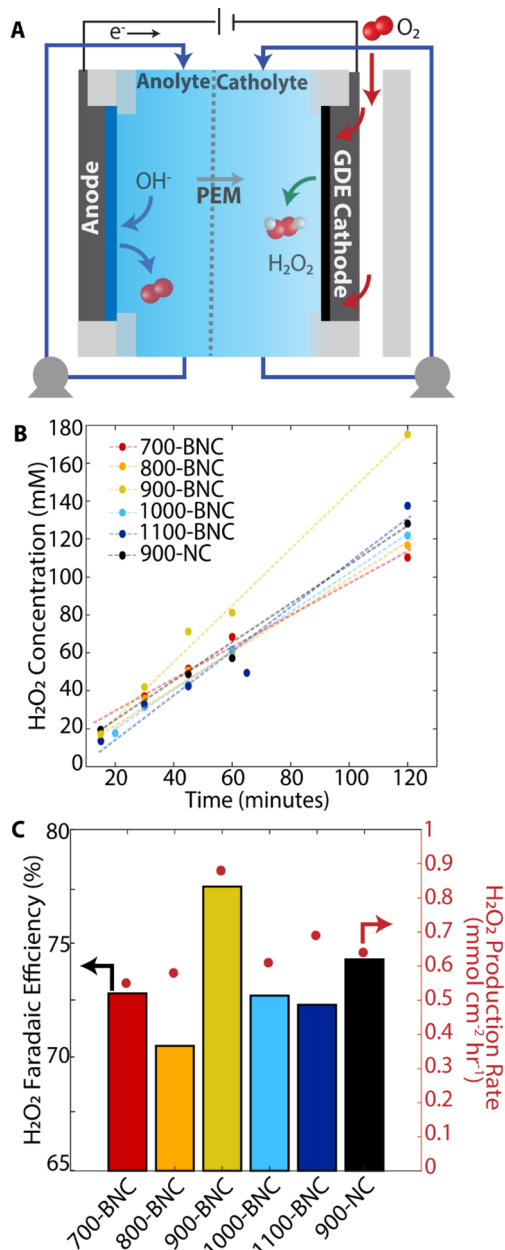 A
e⁻
O₂
Anolyte
Catholyte
Anode
OH⁻
PEM
H₂O₂
GDE Cathode
B
H₂O₂ Concentration (mM)
180
160
140
120
100
80
60
40
20
0
700-BNC
800-BNC
900-BNC
1000-BNC
1100-BNC
900-NC
20
40
60
80
100
120
Time (minutes)
C
H₂O₂ Faradaic Efficiency (%)
80
75
70
65
1
0.9
0.8
0.7
0.6
0.5
0.4
0.3
0.2
0.1
0
H₂O₂ Production Rate
(mmol cm⁻² hr⁻¹)
700-BNC
800-BNC
900-BNC
1000-BNC
1100-BNC
900-NC